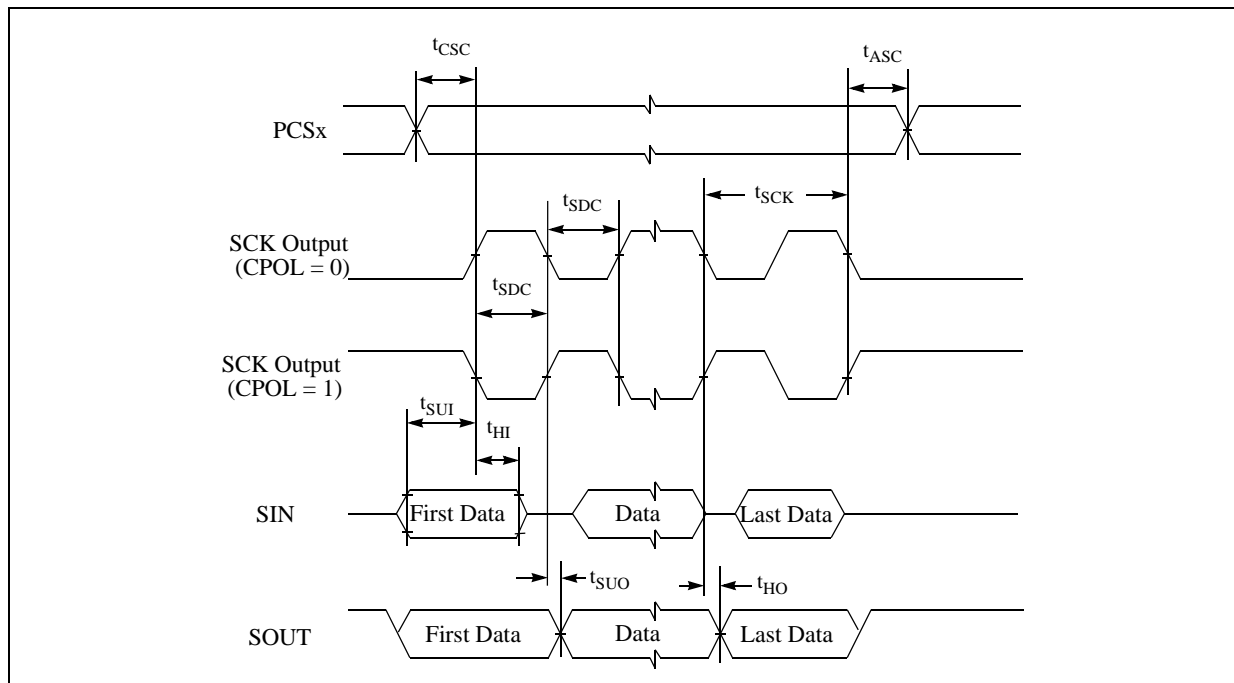 tCSC
tASC
PCSx
tSDC
tSCK
SCK Output
(CPOL = 0)
tSDC
SCK Output
(CPOL = 1)
tSUI
tHI
SIN
First Data
Data
Last Data
tSUO
tHO
SOUT
First Data
Data
Last Data